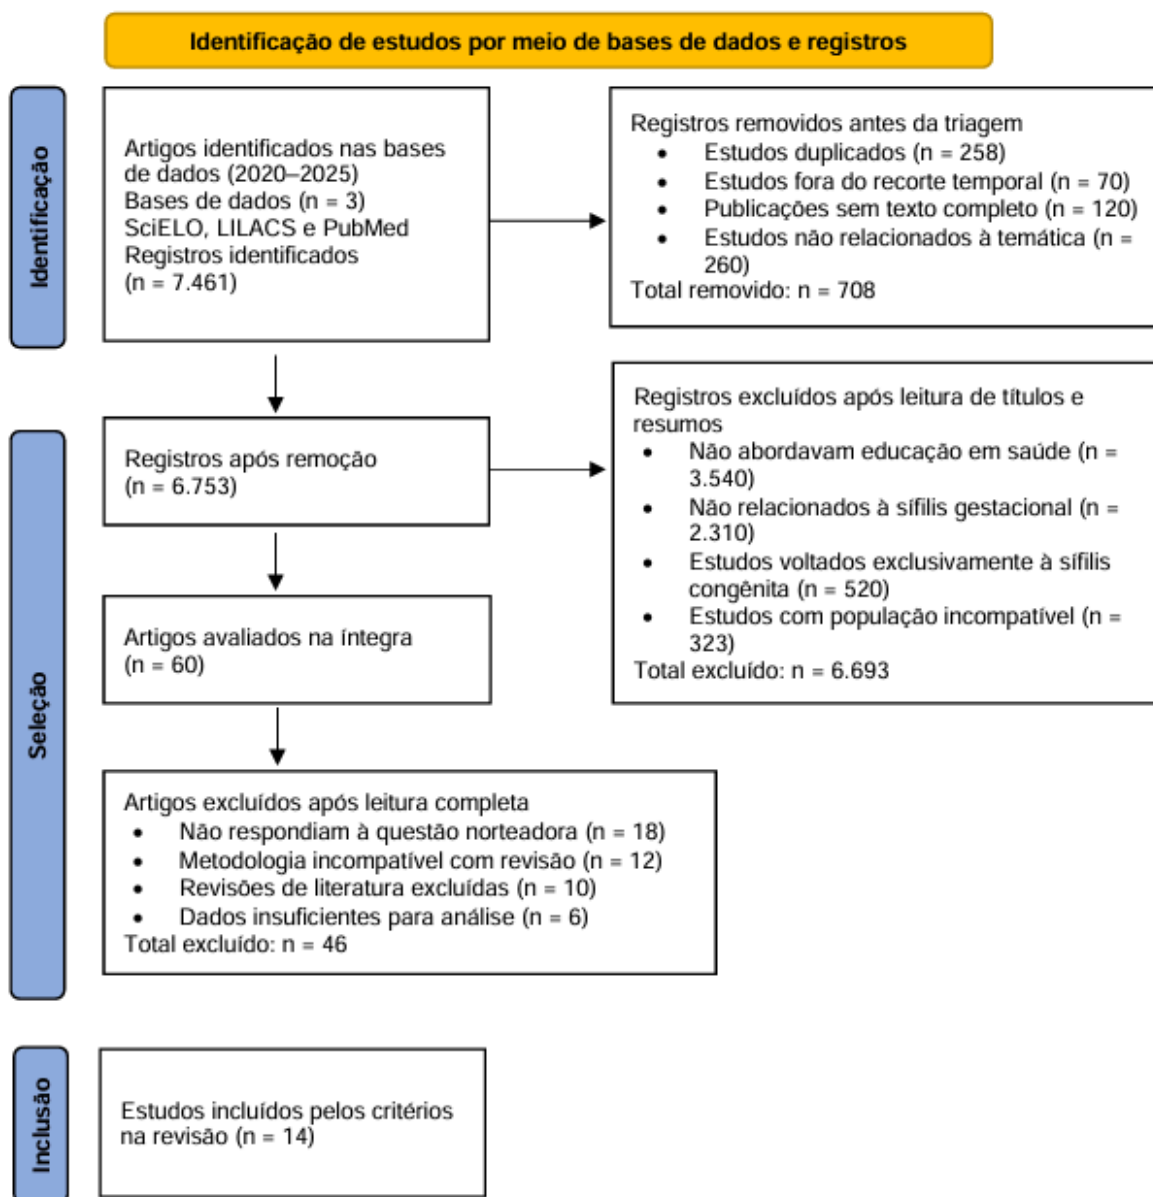 Identificação de estudos por meio de bases de dados e registros
Identificação
Artigos identificados nas bases
de dados (2020–2025)
Bases de dados (n = 3)
SciELO, LILACS e PubMed
Registros identificados
(n = 7.461)
Registros removidos antes da triagem
• Estudos duplicados (n = 258)
• Estudos fora do recorte temporal (n = 70)
• Publicações sem texto completo (n = 120)
• Estudos não relacionados à temática (n =
260)
Total removido: n = 708
Seleção
Registros após remoção
(n = 6.753)
Registros excluídos após leitura de títulos e
resumos
• Não abordavam educação em saúde (n =
3.540)
• Não relacionados à sífilis gestacional (n =
2.310)
• Estudos voltados exclusivamente à sífilis
congênita (n = 520)
• Estudos com população incompatível (n =
323)
Total excluído: n = 6.693
Artigos avaliados na íntegra
(n = 60)
Artigos excluídos após leitura completa
• Não respondiam à questão norteadora (n = 18)
• Metodologia incompatível com revisão (n = 12)
• Revisões de literatura excluídas (n = 10)
• Dados insuficientes para análise (n = 6)
Total excluído: n = 46
Inclusão
Estudos incluídos pelos critérios
na revisão (n = 14)